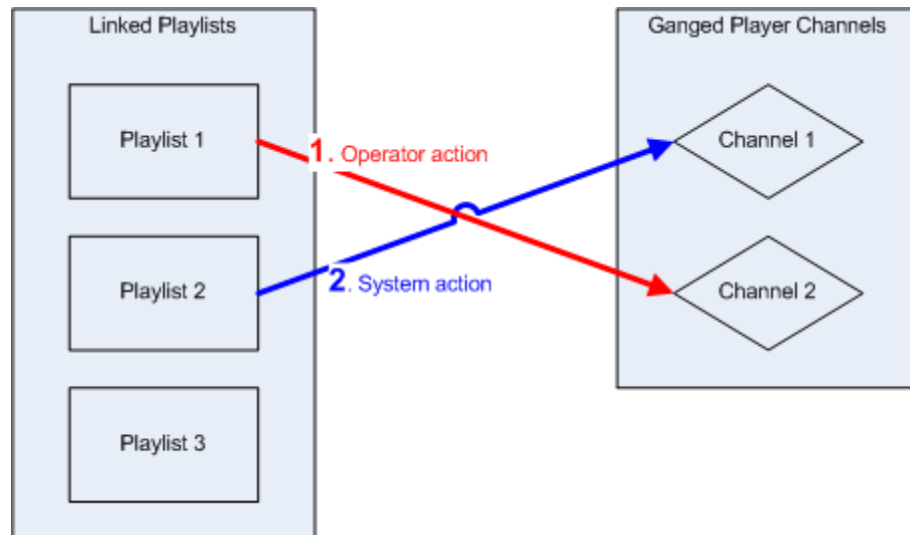 Linked Playlists
Ganged Player Channels
Playlist 1
Channel 1
1. Operator action
Playlist 2
Channel 2
2. System action
Playlist 3